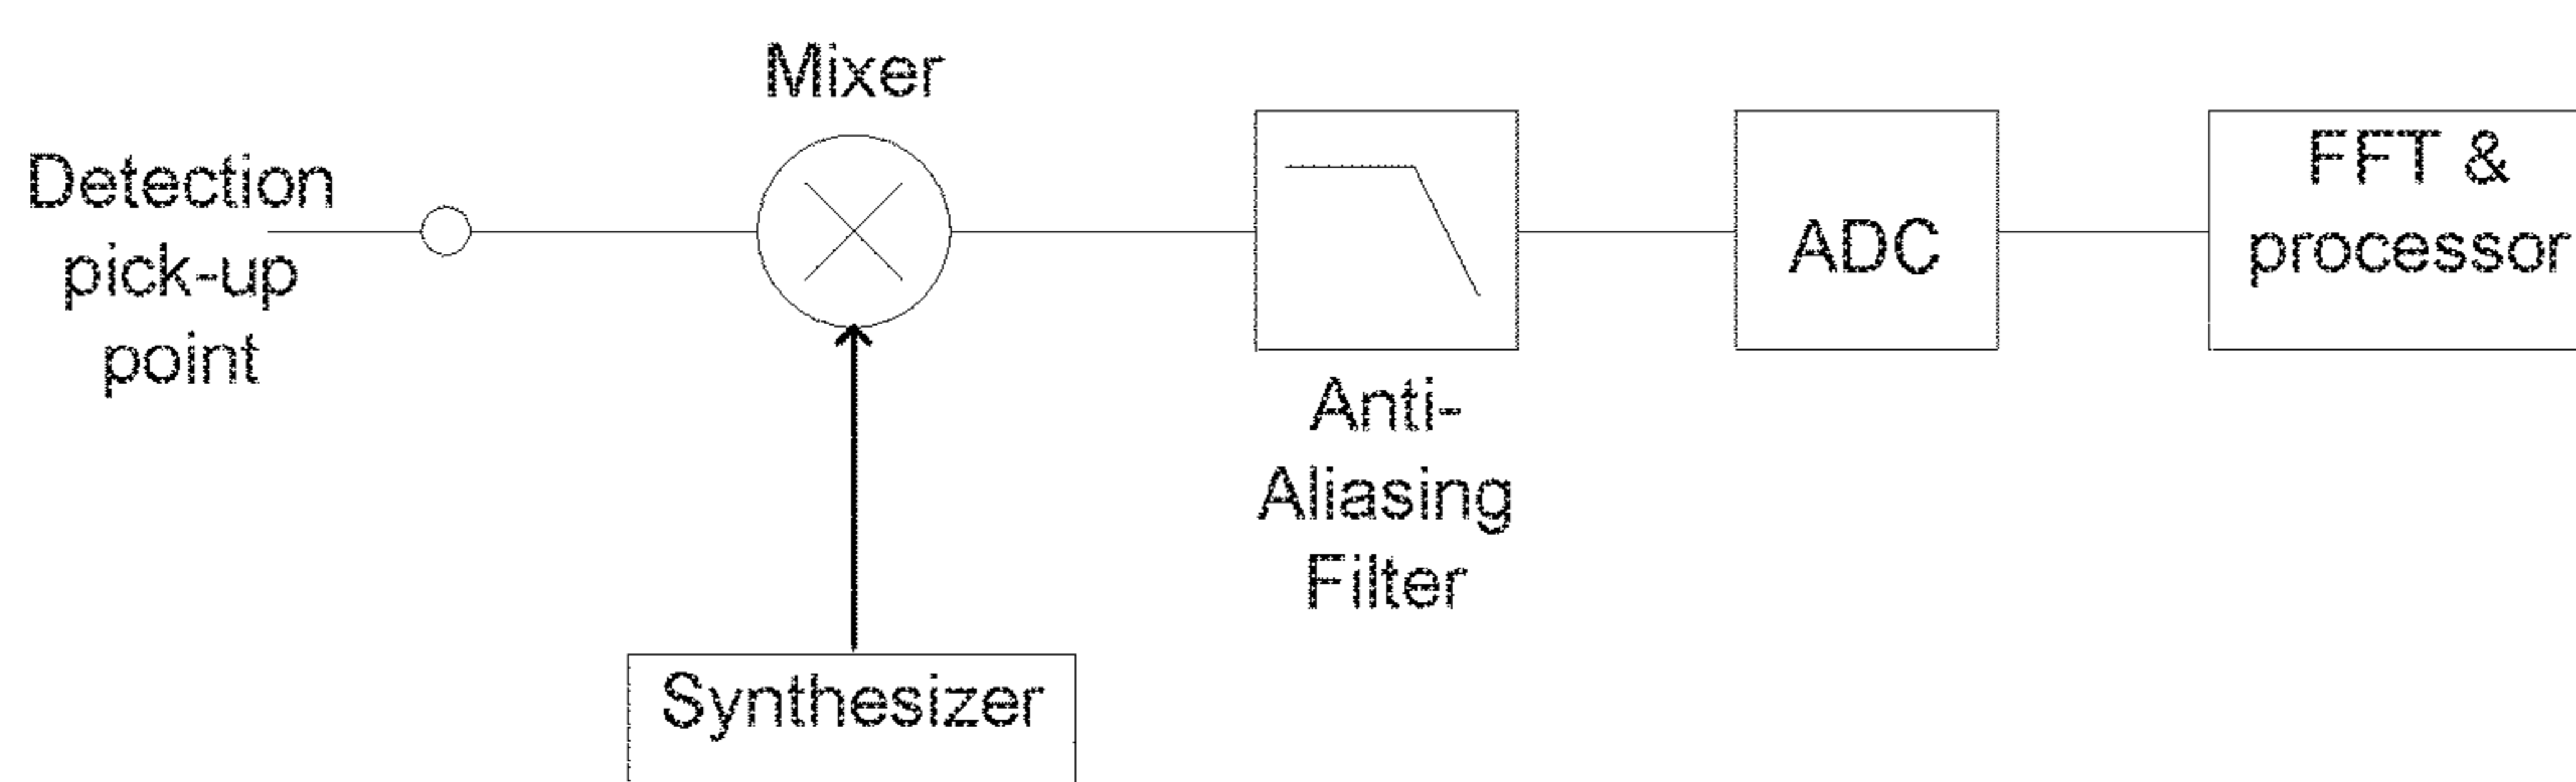 Mixer
Detection
pick-up
point
ADC
FFT &
processor
Anti-
Aliasing
Filter
Synthesizer